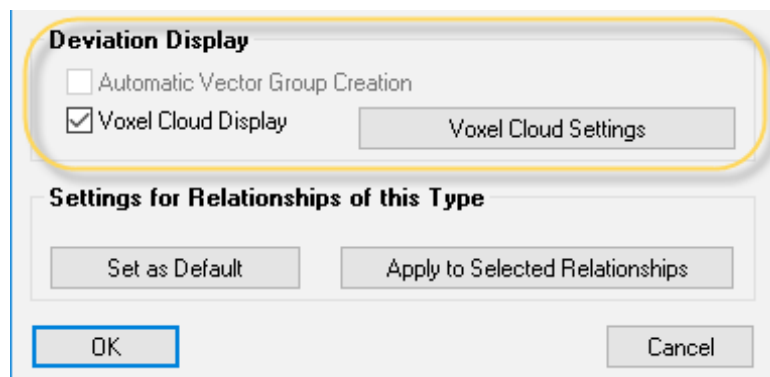 Deviation Display
Automatic Vector Group Creation
Voxel Cloud Display
Voxel Cloud Settings
Settings for Relationships of this Type
Set as Default
Apply to Selected Relationships
OK
Cancel